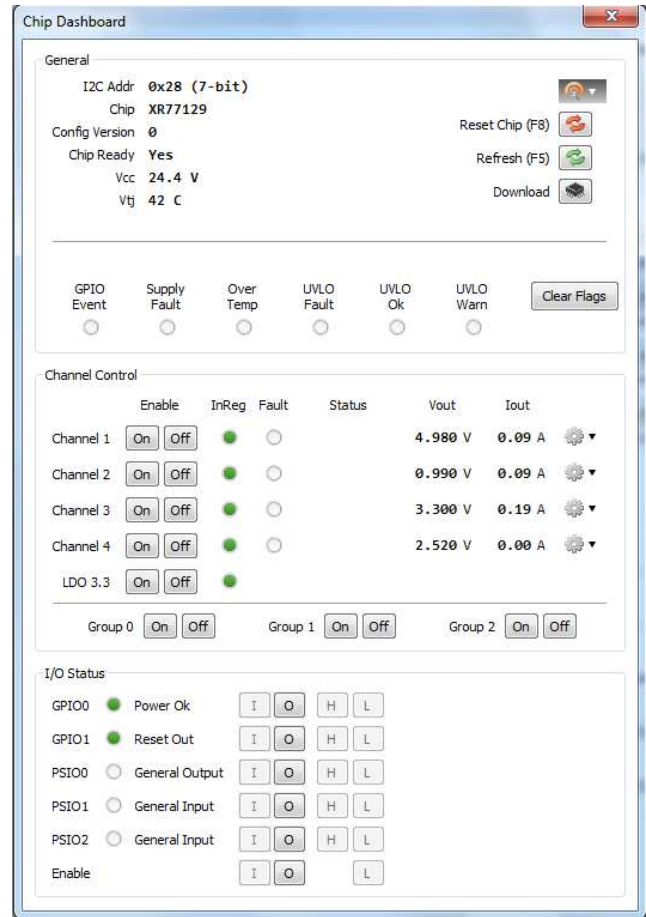 Chip Dashboard
General
I2C Addr 0x28 (7-bit)
Chip XR77129
Config Version 0
Chip Ready Yes
Vcc 24.4 V
Vtj 42 C
Reset Chip (F8)
Refresh (F5)
Download
GPIO Event Supply Fault Over Temp UVLO Fault UVLO Ok UVLO Warn Clear Flags
Channel Control
Enable InReg Fault Status Vout Iout
Channel 1 On Off 4.980 V 0.09 A
Channel 2 On Off 0.990 V 0.09 A
Channel 3 On Off 3.300 V 0.19 A
Channel 4 On Off 2.520 V 0.00 A
LDO 3.3 On Off
Group 0 On Off Group 1 On Off Group 2 On Off
I/O Status
GPIO0 Power Ok I O H L
GPIO1 Reset Out I O H L
PSIO0 General Output I O H L
PSIO1 General Input I O H L
PSIO2 General Input I O H L
Enable I O L